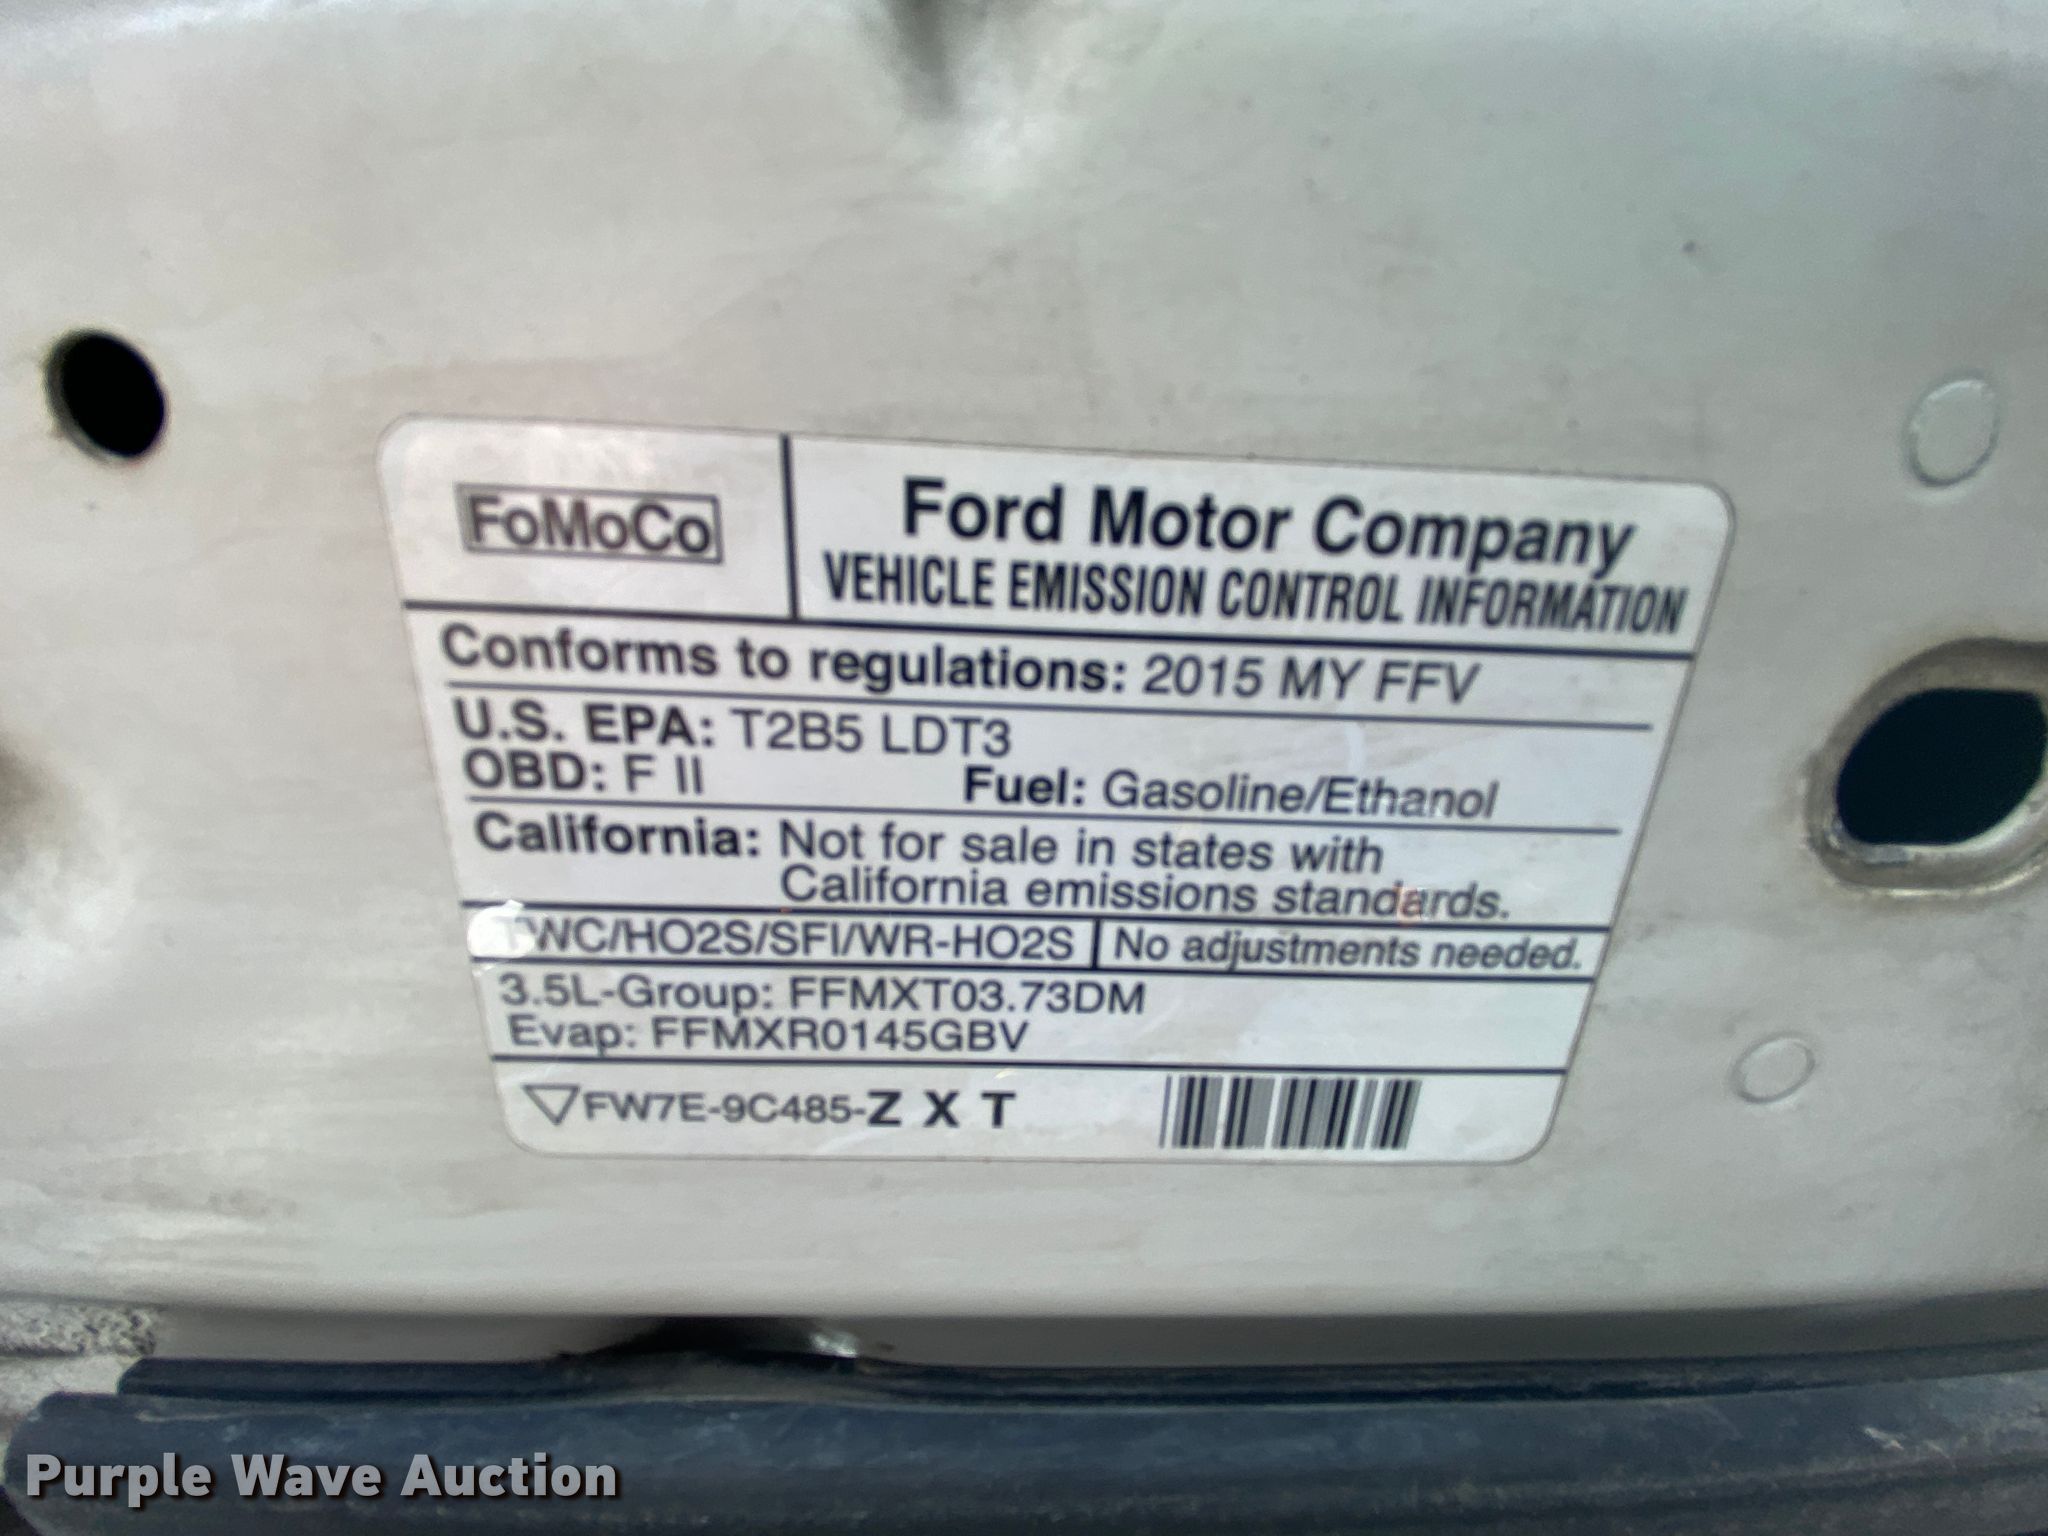 FoMoCo
Ford Motor Company
VEHICLE EMISSION CONTROL INFORMATION
Conforms to regulations: 2015 MY FFV
U.S. EPA: T2B5 LDT3
OBD: F II Fuel: Gasoline/Ethanol
California: Not for sale in states with
California emissions standards.
TWC/HO2S/SFI/WR-HO2S No adjustments needed.
3.5L-Group: FFMXT03.73DM
Evap: FFMXR0145GBV
FW7E-9C485-Z X T
Purple Wave Auction